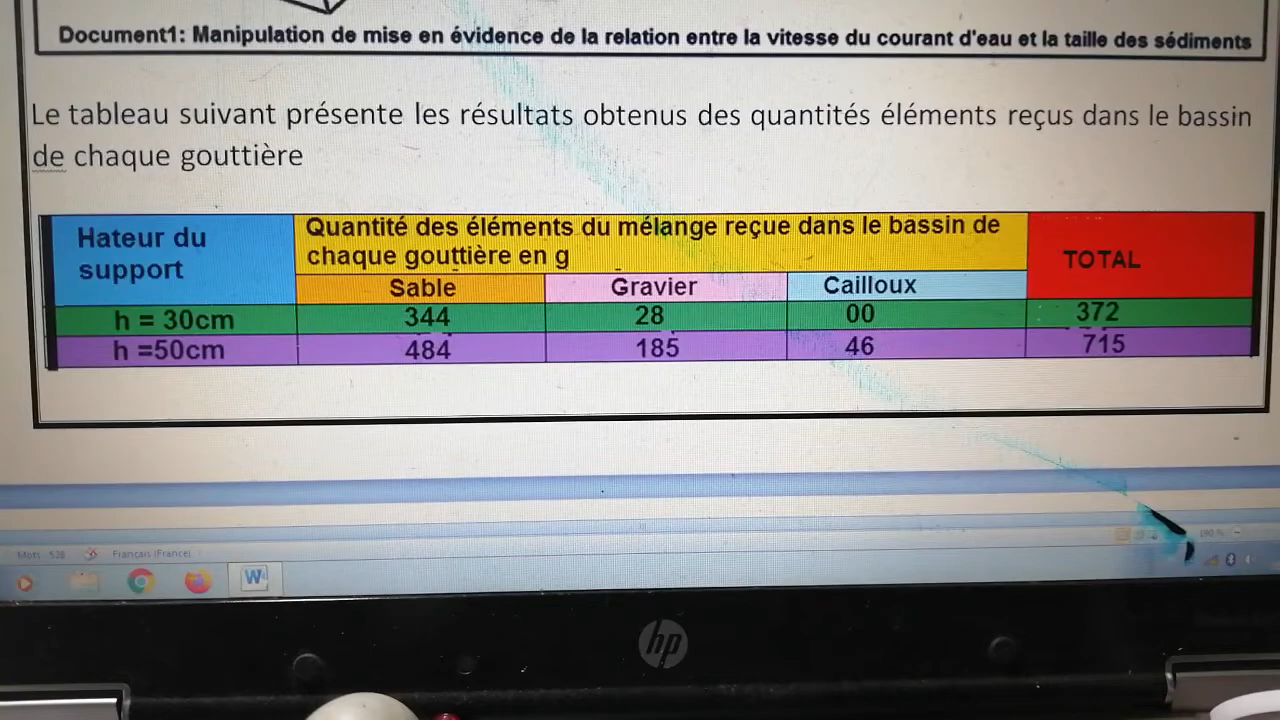 Document1: Manipulation de mise en évidence de la relation entre la vitesse du courant d'eau et la taille des sédiments
Le tableau suivant présente les résultats obtenus des quantités éléments reçus dans le bassin
de chaque gouttière
Hateur du
support
Quantité des éléments du mélange reçue dans le bassin de
chaque gouttière en g
TOTAL
Sable Gravier Cailloux
h = 30cm 344 28 00 372
h =50cm 484 185 46 715
Mots : 528 Français (France) 190 %
W
hp